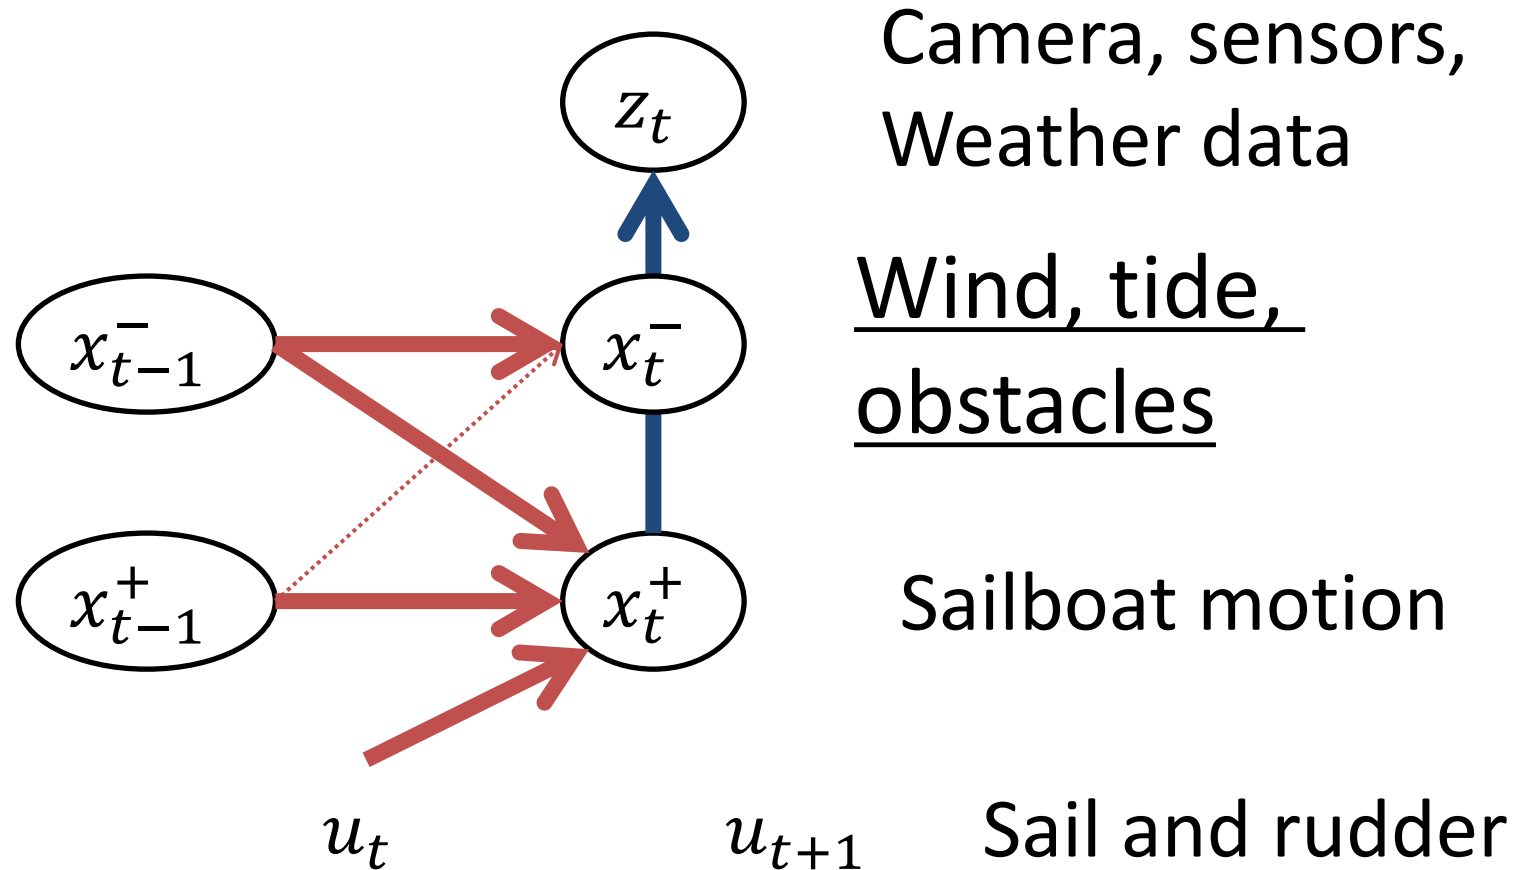 z_t
Camera, sensors,
Weather data
x_{t-1}^-
x_t^-
Wind, tide,
obstacles
x_{t-1}^+
x_t^+
Sailboat motion
u_t
u_{t+1}
Sail and rudder